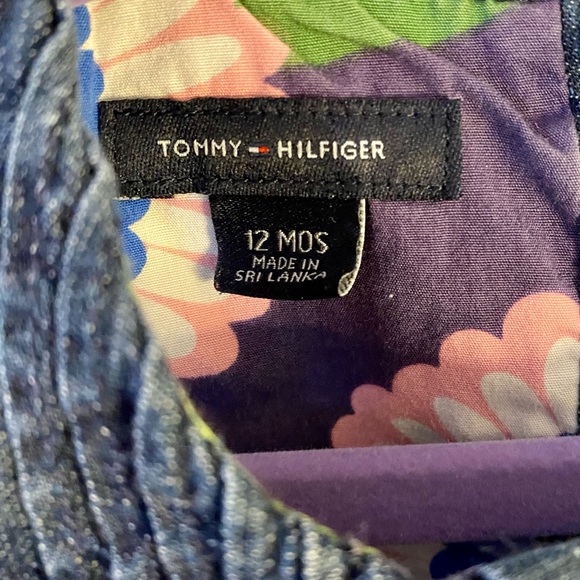 TOMMY HILFIGER
12 MOS
MADE IN
SRI LANKA